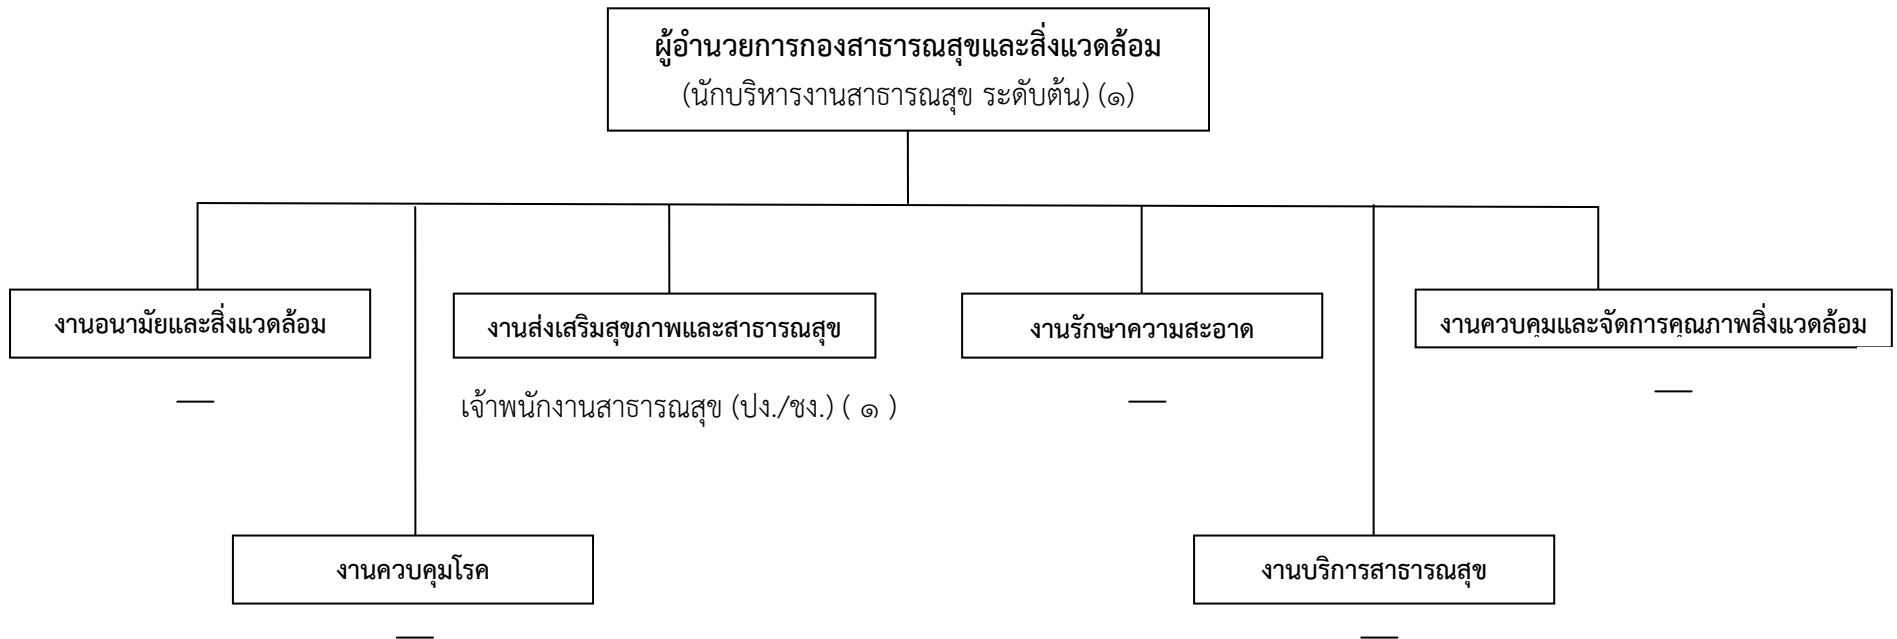 ผู้อำนวยการกองสาธารณสุขและสิ่งแวดล้อม
(นักบริหารงานสาธารณสุข ระดับต้น) (๑)
งานอนามัยและสิ่งแวดล้อม
งานส่งเสริมสุขภาพและสาธารณสุข
งานรักษาความสะอาด
งานควบคุมและจัดการคุณภาพสิ่งแวดล้อม
เจ้าพนักงานสาธารณสุข (ปง./ชง.) ( ๑ )
งานควบคุมโรค
งานบริการสาธารณสุข